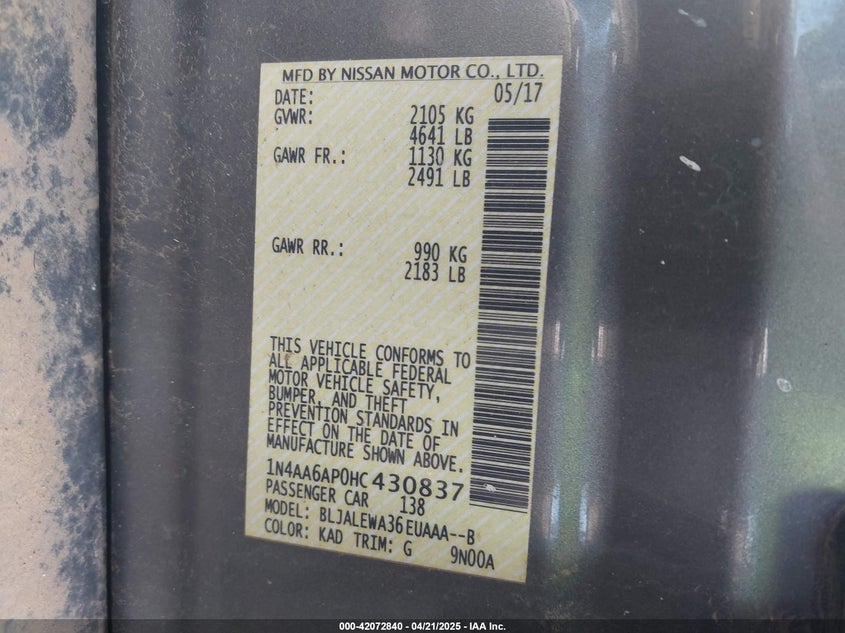 MFD BY NISSAN MOTOR CO., LTD.
DATE: 05/17
GVWR: 2105 KG
4641 LB
GAWR FR.: 1130 KG
2491 LB
GAWR RR.: 990 KG
2183 LB
THIS VEHICLE CONFORMS TO
ALL APPLICABLE FEDERAL
MOTOR VEHICLE SAFETY,
BUMPER, AND THEFT
PREVENTION STANDARDS IN
EFFECT ON THE DATE OF
MANUFACTURE SHOWN ABOVE.
1N4AA6AP0HC430837
PASSENGER CAR 138
MODEL: BLJALEWA36EUAAA--B
COLOR: KAD TRIM: G 9N00A
000-42072840 - 04/21/2025 - IAA Inc.